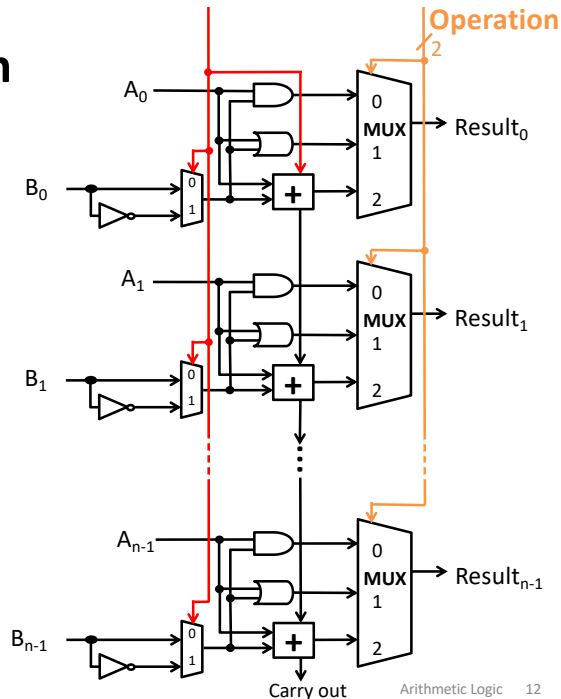 Operation
n
2
A0
0
MUX
1
2
Result0
B0
0
1
+
A1
0
MUX
1
2
Result1
B1
0
1
+
An-1
0
MUX
1
2
Resultn-1
Bn-1
0
1
+
Carry out
Arithmetic Logic 12